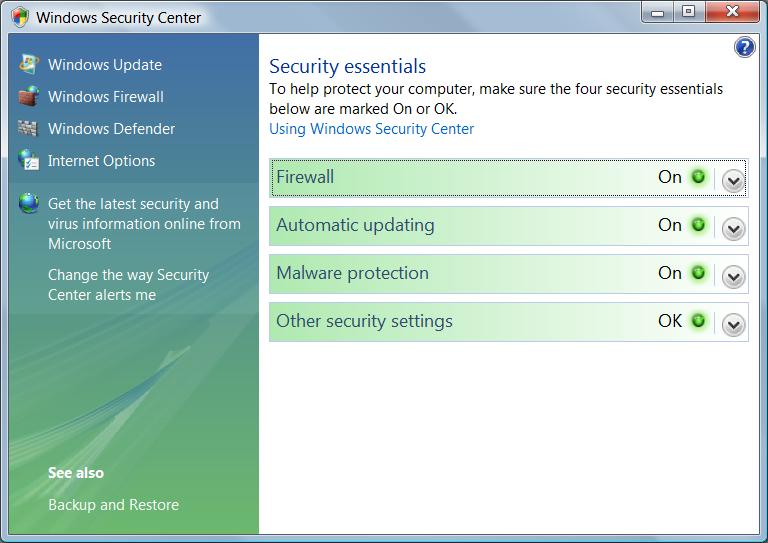 Windows Security Center
Windows Update
Windows Firewall
Windows Defender
Internet Options
Get the latest security and
virus information online from
Microsoft
Change the way Security
Center alerts me
See also
Backup and Restore
Security essentials
To help protect your computer, make sure the four security essentials
below are marked On or OK.
Using Windows Security Center
Firewall On
Automatic updating On
Malware protection On
Other security settings OK